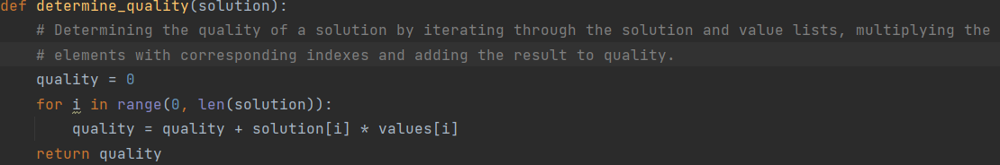 def determine_quality(solution):
    # Determining the quality of a solution by iterating through the solution and value lists, multiplying the
    # elements with corresponding indexes and adding the result to quality.
    quality = 0
    for i in range(0, len(solution)):
        quality = quality + solution[i] * values[i]
    return quality